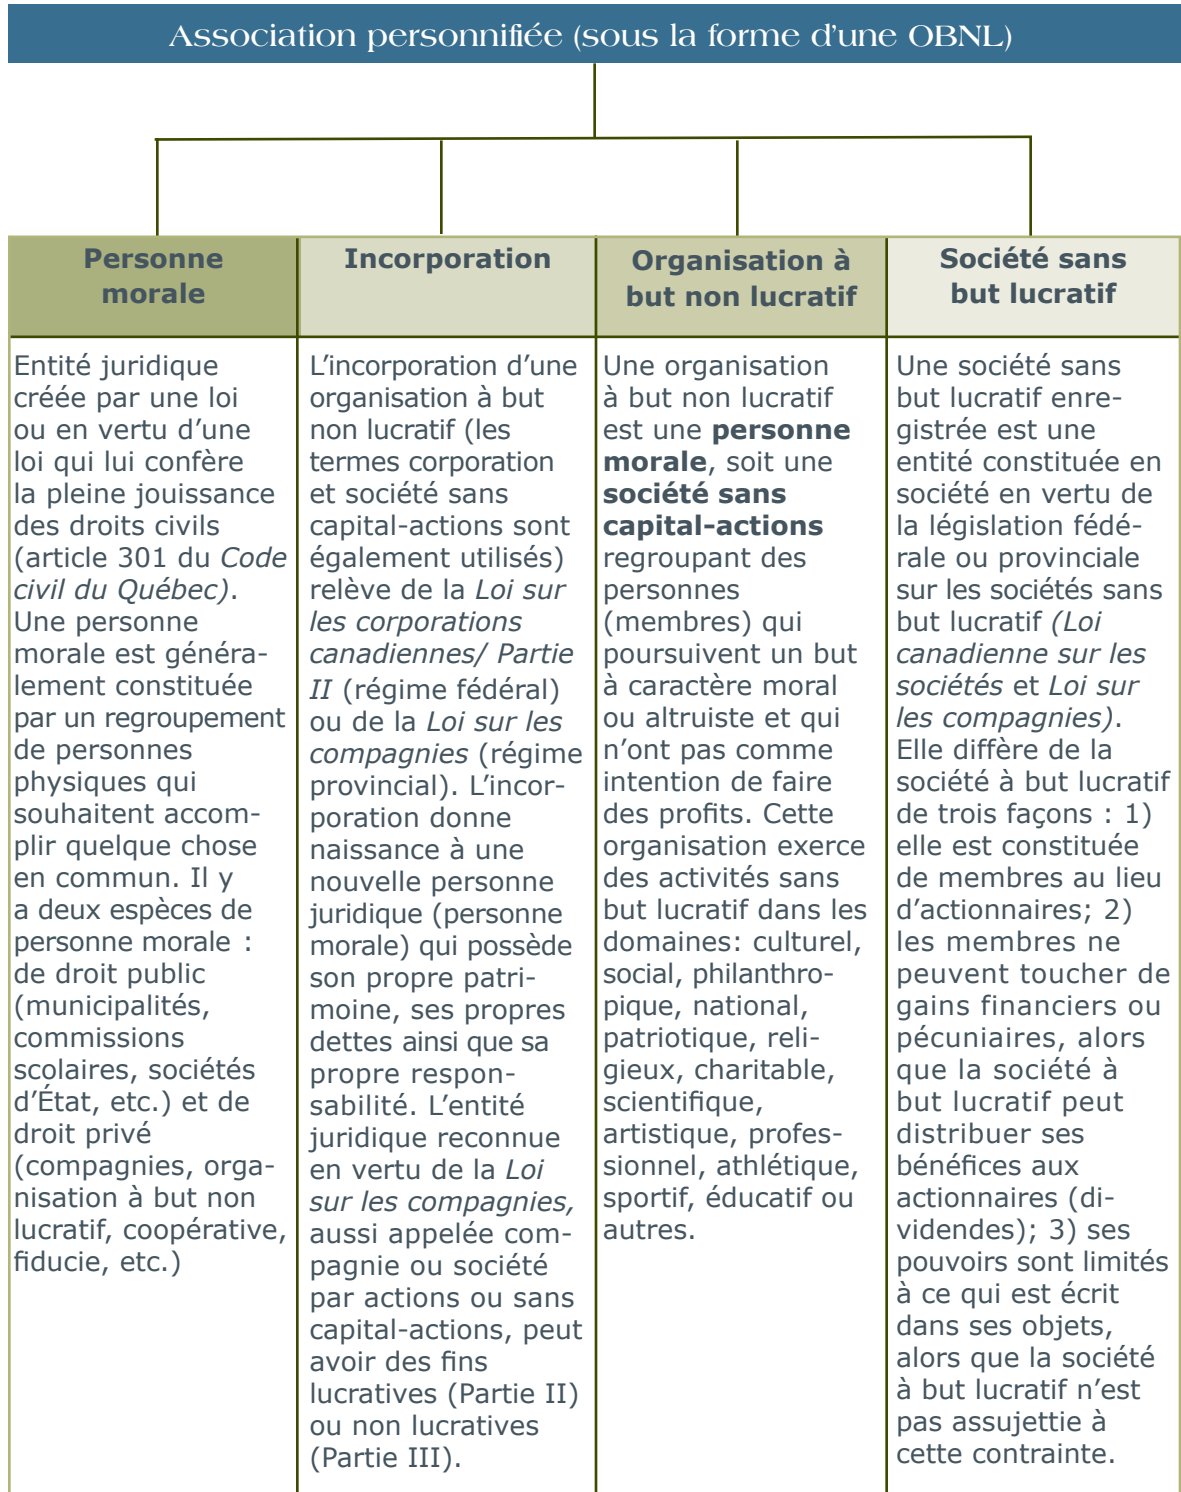 Association personnifiée (sous la forme d'une OBNL)
Personne
morale
Entité juridique
créée par une loi
ou en vertu d'une
loi qui lui confère
la pleine jouissance
des droits civils
(article 301 du Code
civil du Québec).
Une personne
morale est généra-
lement constituée
par un regroupement
de personnes
physiques qui
souhaitent accom-
plir quelque chose
en commun. Il y
a deux espèces de
personne morale :
de droit public
(municipalités,
commissions
scolaires, sociétés
d'État, etc.) et de
droit privé
(compagnies, orga-
nisation à but non
lucratif, coopérative,
fiducie, etc.)
Incorporation
L'incorporation d'une
organisation à but
non lucratif (les
termes corporation
et société sans
capital-actions sont
également utilisés)
relève de la Loi sur
les corporations
canadiennes/ Partie
II (régime fédéral)
ou de la Loi sur les
compagnies (régime
provincial). L'incor-
poration donne
naissance à une
nouvelle personne
juridique (personne
morale) qui possède
son propre patri-
moine, ses propres
dettes ainsi que sa
propre respon-
sabilité. L'entité
juridique reconnue
en vertu de la Loi
sur les compagnies,
aussi appelée com-
pagnie ou société
par actions ou sans
capital-actions, peut
avoir des fins
lucratives (Partie II)
ou non lucratives
(Partie III).
Organisation à
but non lucratif
Une organisation
à but non lucratif
est une personne
morale, soit une
société sans
capital-actions
regroupant des
personnes
(membres) qui
poursuivent un but
à caractère moral
ou altruiste et qui
n'ont pas comme
intention de faire
des profits. Cette
organisation exerce
des activités sans
but lucratif dans les
domaines: culturel,
social, philanthro-
pique, national,
patriotique, reli-
gieux, charitable,
scientifique,
artistique, profes-
sionnel, athlétique,
sportif, éducatif ou
autres.
Société sans
but lucratif
Une société sans
but lucratif enre-
gistrée est une
entité constituée en
société en vertu de
la législation fédé-
rale ou provinciale
sur les sociétés sans
but lucratif (Loi
canadienne sur les
sociétés et Loi sur
les compagnies).
Elle diffère de la
société à but lucratif
de trois façons : 1)
elle est constituée
de membres au lieu
d'actionnaires; 2)
les membres ne
peuvent toucher de
gains financiers ou
pécuniaires, alors
que la société à
but lucratif peut
distribuer ses
bénéfices aux
actionnaires (di-
videndes); 3) ses
pouvoirs sont limités
à ce qui est écrit
dans ses objets,
alors que la société
à but lucratif n'est
pas assujettie à
cette contrainte.